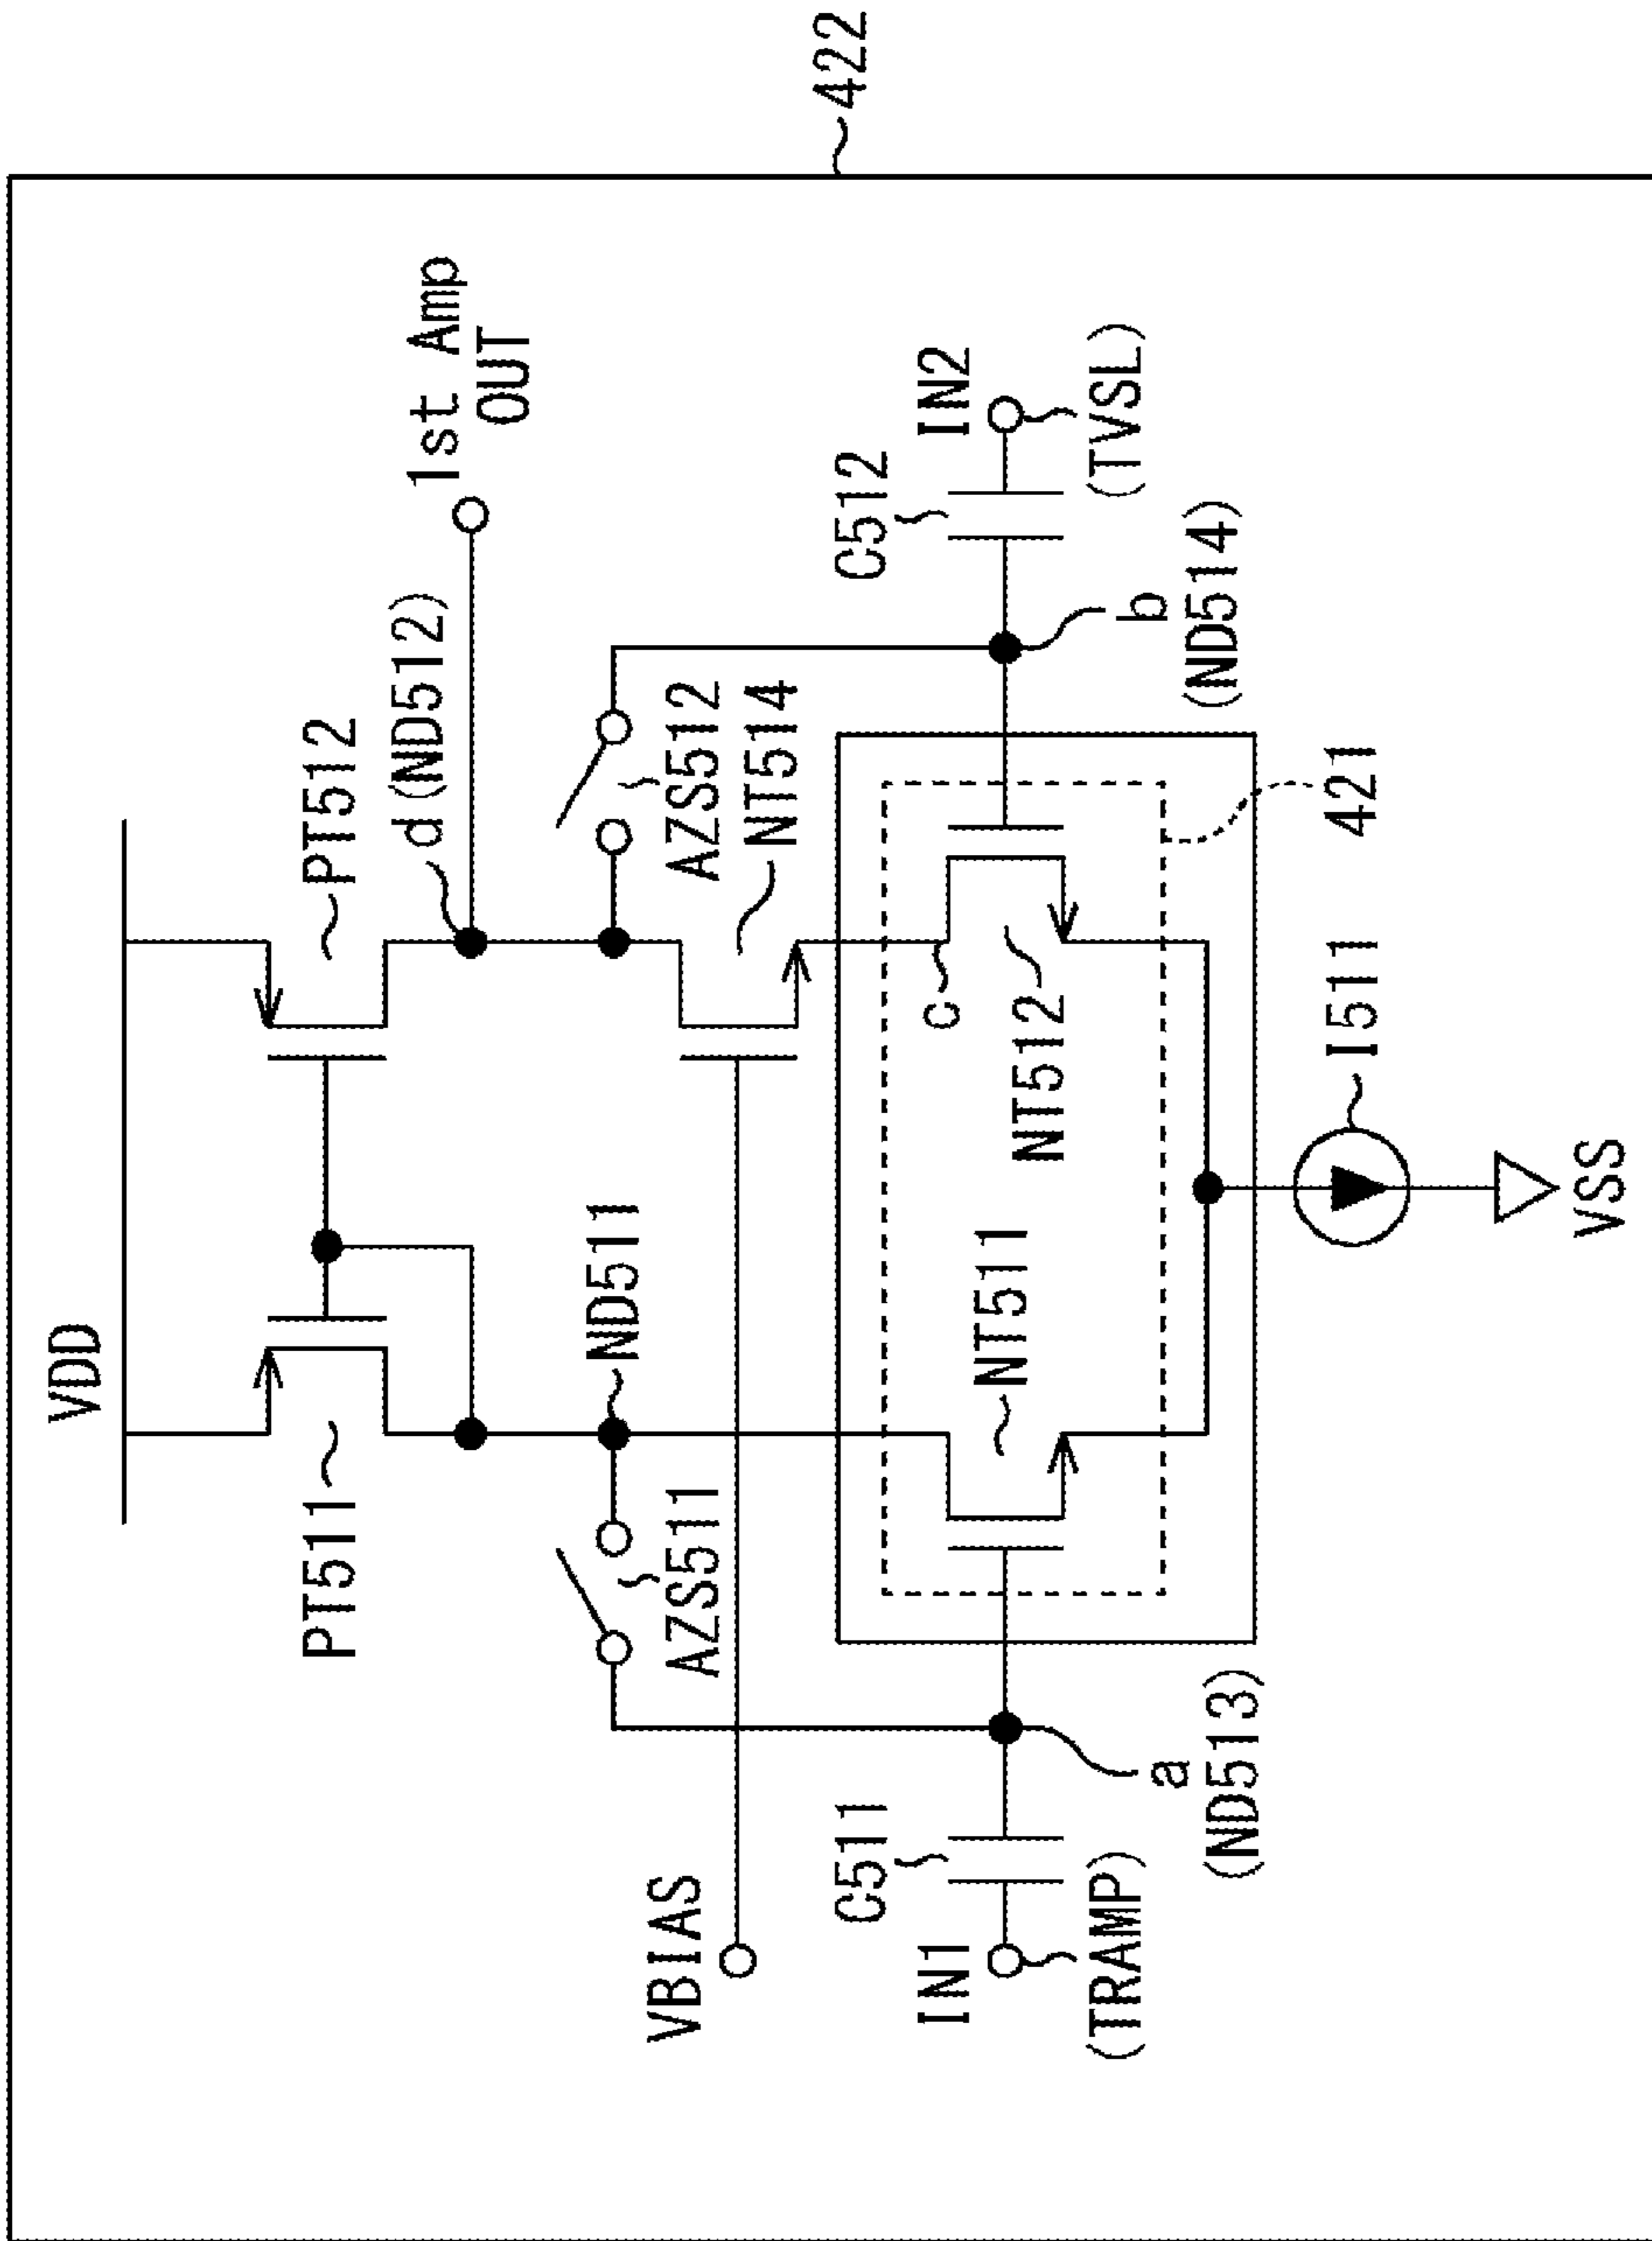 VDD
PT511
PT512
d(ND512)
1st Amp
OUT
422
ND511
AZS511
AZS512
NT514
VBIAS
C511
C512
IN1
(TRAMP)
IN2
(TVSL)
a
(ND513)
b
(ND514)
c
NT511
NT512
421
I511
VSS